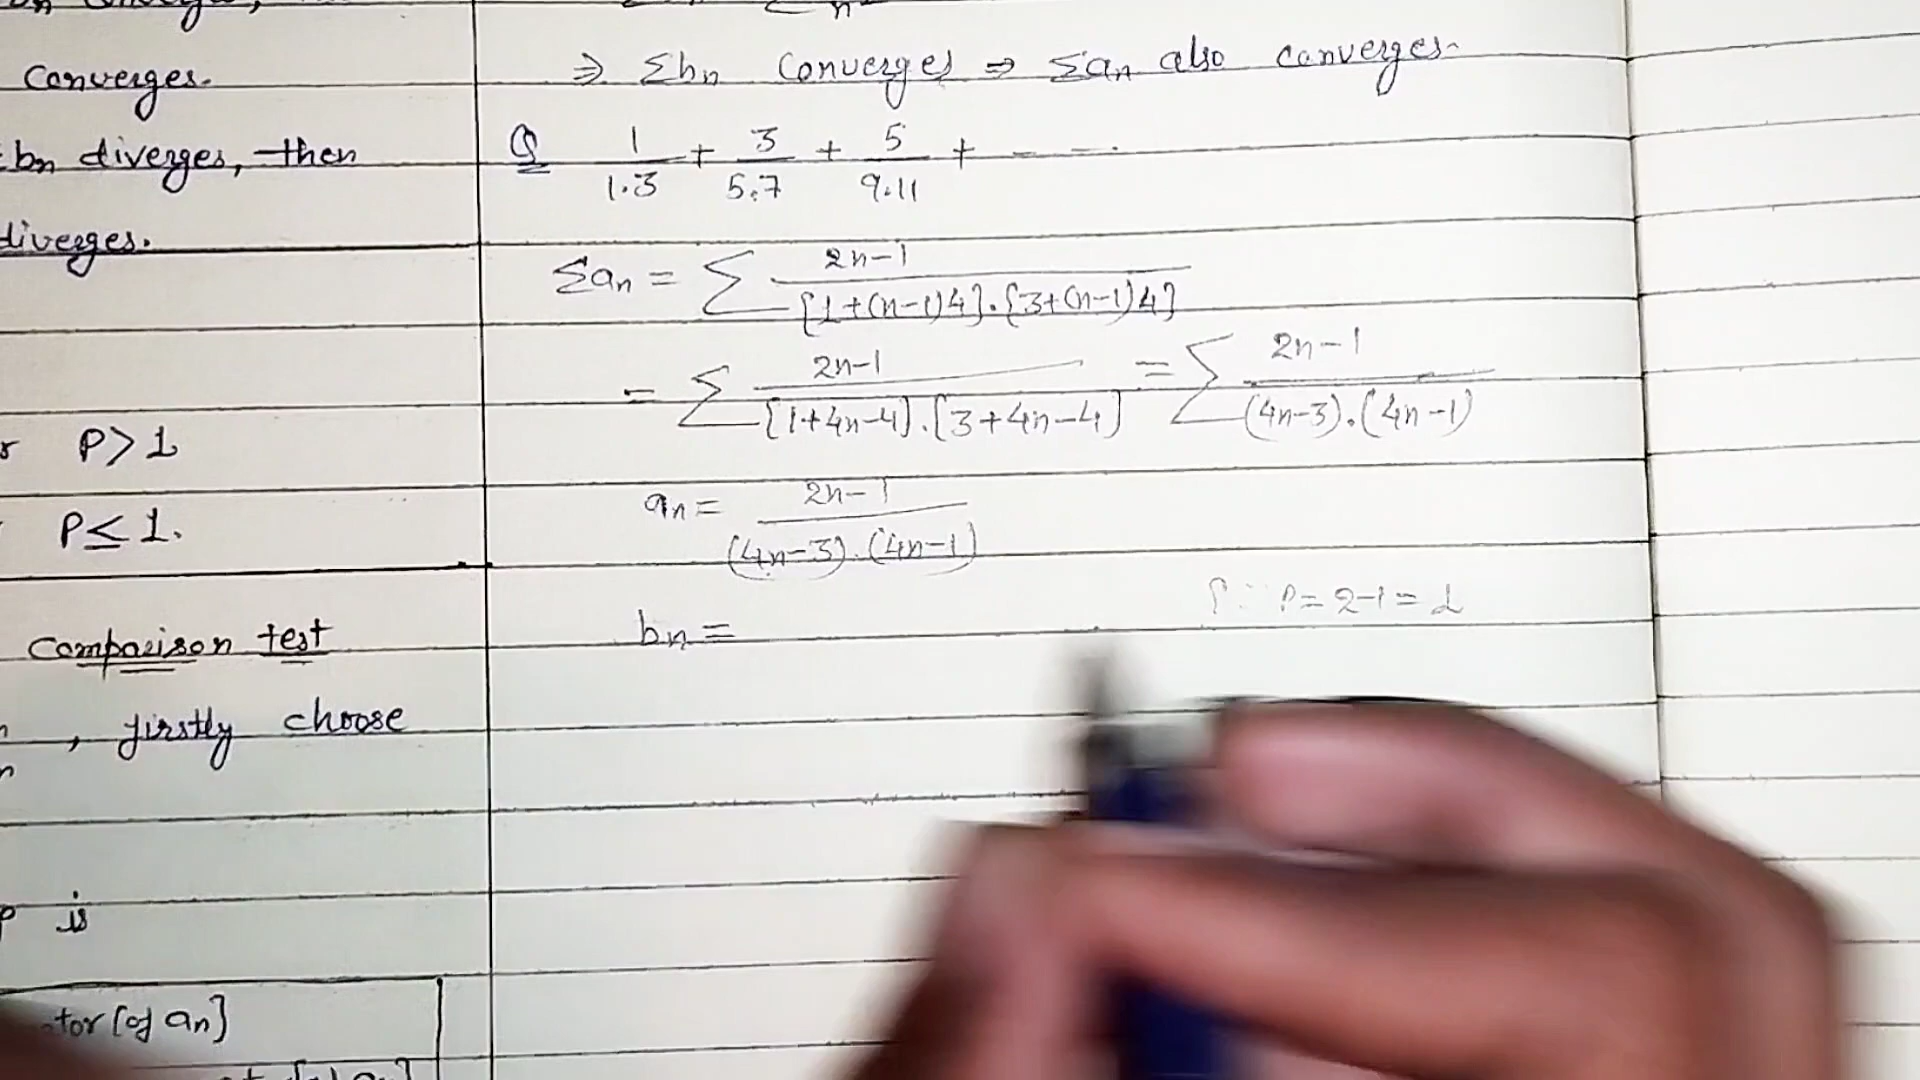 converges.
bn diverges, then
diverges.
P > 1
P ≤ 1.
Comparison test
, firstly choose
is
[of an]
⇒ Σbn Converges ⇒ Σan also converges.
Q 1/1.3 + 3/5.7 + 5/9.11 + - - -.
Σan = Σ 2n-1/[1+(n-1)4].[3+(n-1)4]
= Σ 2n-1/[1+4n-4].[3+4n-4] = Σ 2n-1/(4n-3).(4n-1)
an = 2n-1/(4n-3).(4n-1)
bn = P = 2-1 = 1